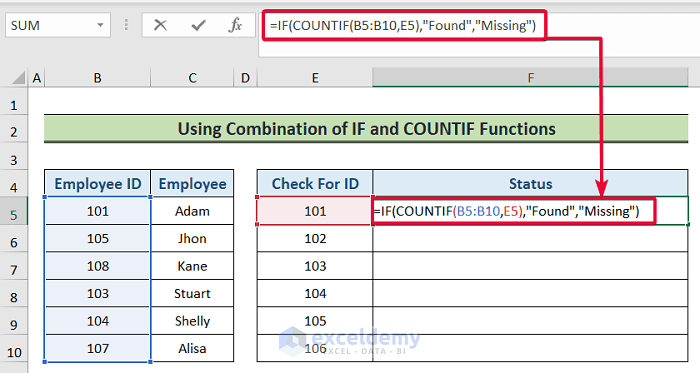 SUM =IF(COUNTIF(B5:B10,E5),"Found","Missing")
A B C D E F
1
2 Using Combination of IF and COUNTIF Functions
3
4 Employee ID Employee Check For ID Status
5 101 Adam 101 =IF(COUNTIF(B5:B10,E5),"Found","Missing")
6 105 Jhon 102
7 108 Kane 103
8 103 Stuart 104
9 104 Shelly 105
10 107 Alisa 106
exceldemy
EXCEL - DATA - BI